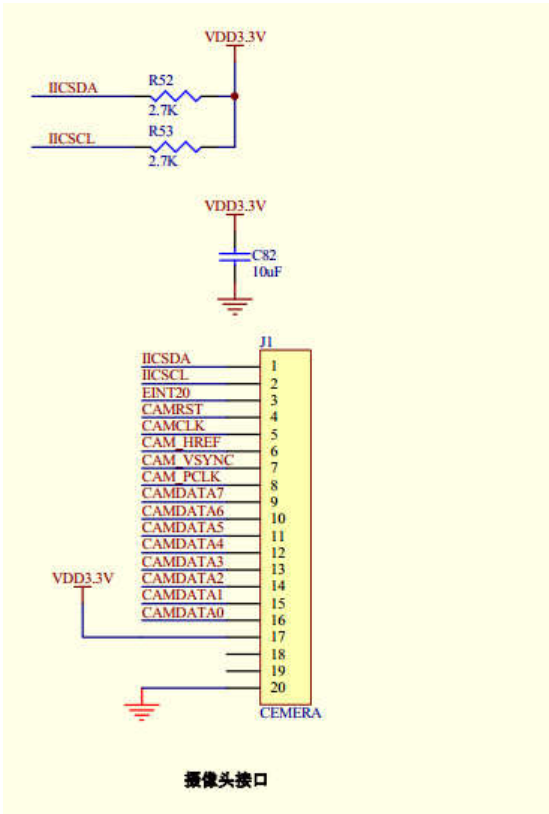 VDD3.3V
R52
IICSDA
2.7K
R53
IICSCL
2.7K
VDD3.3V
C82
10uF
J1
IICSDA 1
IICSCL 2
EINT20 3
CAMRST 4
CAMCLK 5
CAM_HREF 6
CAM_VSYNC 7
CAM_PCLK 8
CAMDATA7 9
CAMDATA6 10
CAMDATA5 11
CAMDATA4 12
CAMDATA3 13
CAMDATA2 14
VDD3.3V
CAMDATA1 15
CAMDATA0 16
17
18
19
20
CEMERA
摄像头接口